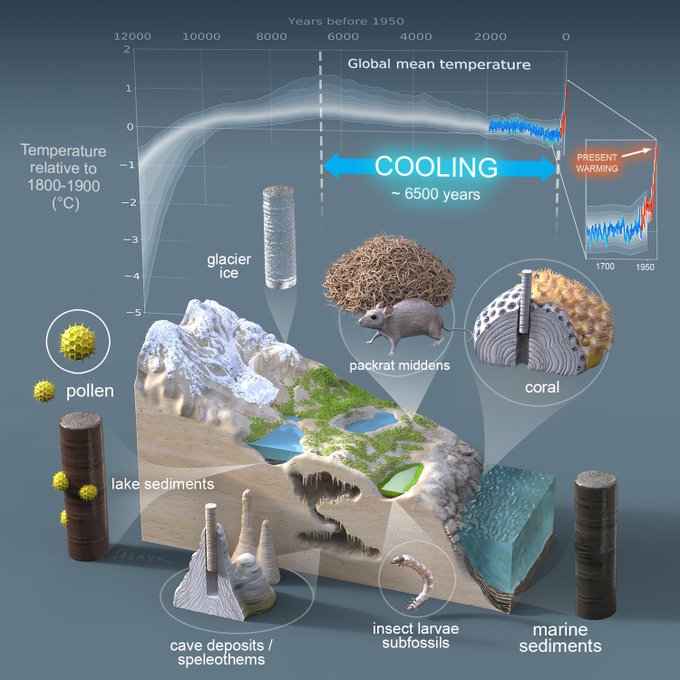 Years before 1950
12000 10000 8000 6000 4000 2000 0
2
1
0
−1
−2
−3
−4
−5
Global mean temperature
Temperature
relative to
1800-1900
(°C)
COOLING
~ 6500 years
PRESENT
WARMING
1700 1950
glacier
ice
packrat middens
coral
pollen
lake sediments
LESHYK
cave deposits /
speleothems
insect larvae
subfossils
marine
sediments